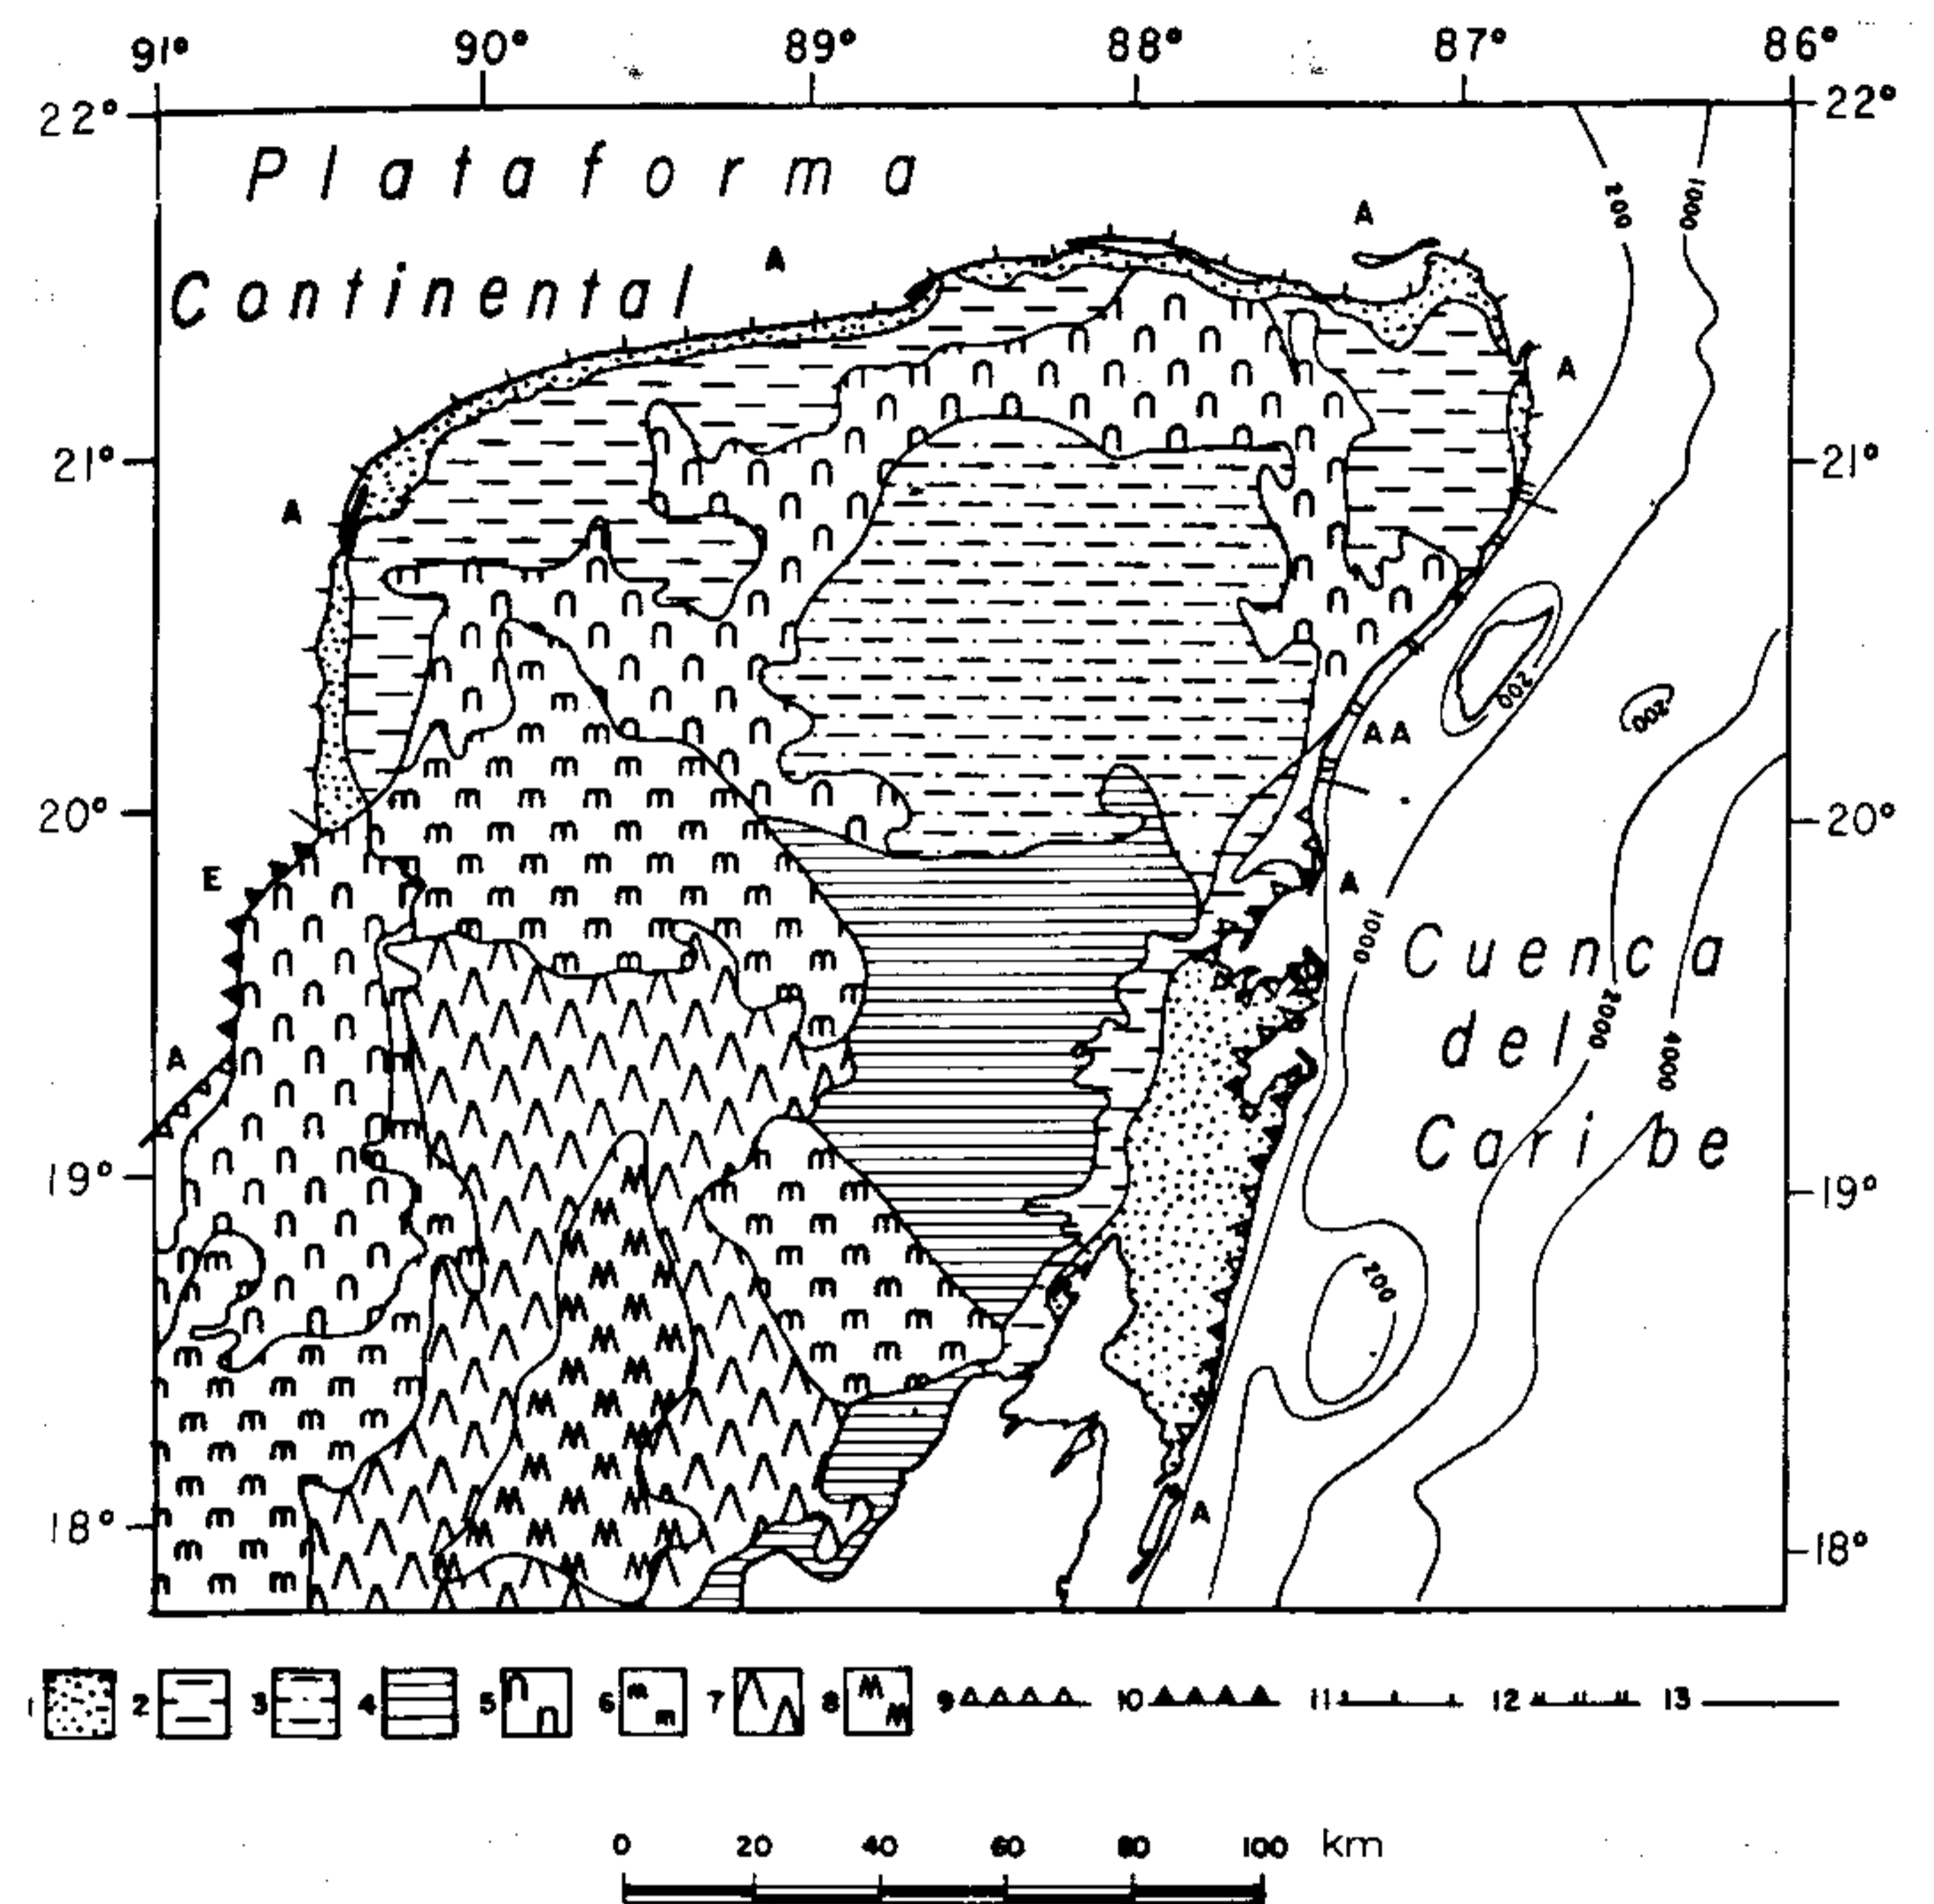 91° 90° 89° 88° 87° 86°
22° 22°
Plataforma
Continental
200 1000
A
A
A
21° 21°
A
200
200
AA
20° 20°
E
A
1000
Cuenca
del
Caribe
2000
4000
A
19° 19°
200
A
18° 18°
1 2 3 4 5 6 7 8 9 10 11 12 13
0 20 40 60 80 100 km